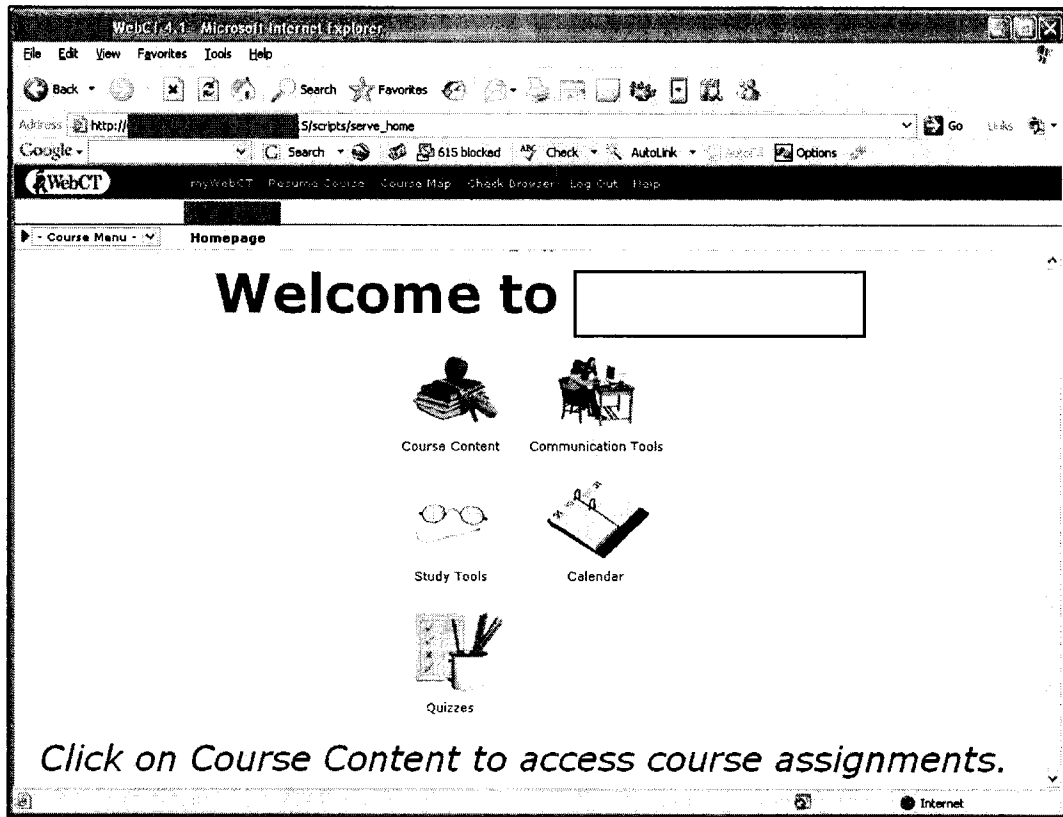 WebCT 4.1 - Microsoft Internet Explorer
File Edit View Favorites Tools Help
Back Search Favorites
Address http:// 5/scripts/serve_home Go Links
Google Search 615 blocked Check AutoLink AutoFill Options
WebCT myWebCT Resume Course Course Map Check Browser Log Out Help
- Course Menu - Homepage
Welcome to
Course Content Communication Tools
Study Tools Calendar
Quizzes
Click on Course Content to access course assignments.
Internet